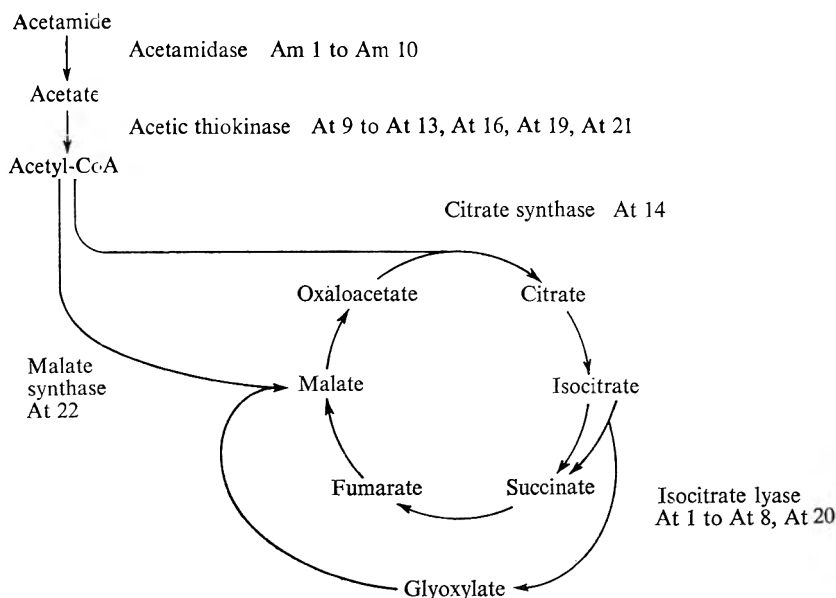 Acetamide
Acetamidase Am 1 to Am 10
Acetate
Acetic thiokinase At 9 to At 13, At 16, At 19, At 21
Acetyl-CoA
Citrate synthase At 14
Oxaloacetate
Citrate
Malate
synthase
At 22
Malate
Isocitrate
Fumarate
Succinate
Isocitrate lyase
At 1 to At 8, At 20
Glyoxylate